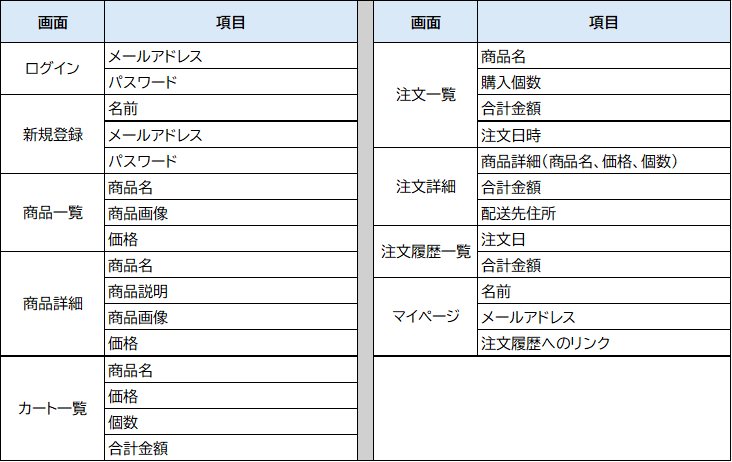 画面 項目
ログイン
メールアドレス
パスワード
新規登録
名前
メールアドレス
パスワード
商品一覧
商品名
商品画像
価格
商品詳細
商品名
商品説明
商品画像
価格
カート一覧
商品名
価格
個数
合計金額
画面 項目
注文一覧
商品名
購入個数
合計金額
注文日時
注文詳細
商品詳細（商品名、価格、個数）
合計金額
配送先住所
注文履歴一覧
注文日
合計金額
マイページ
名前
メールアドレス
注文履歴へのリンク